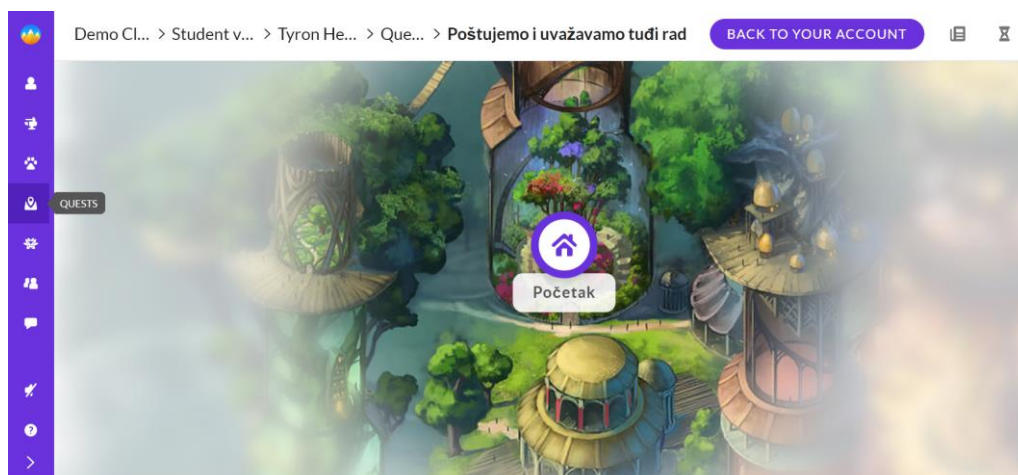 Demo Cl... > Student v... > Tyron He... > Que... > Poštujemo i uvažavamo tuđi rad BACK TO YOUR ACCOUNT
QUESTS
Početak